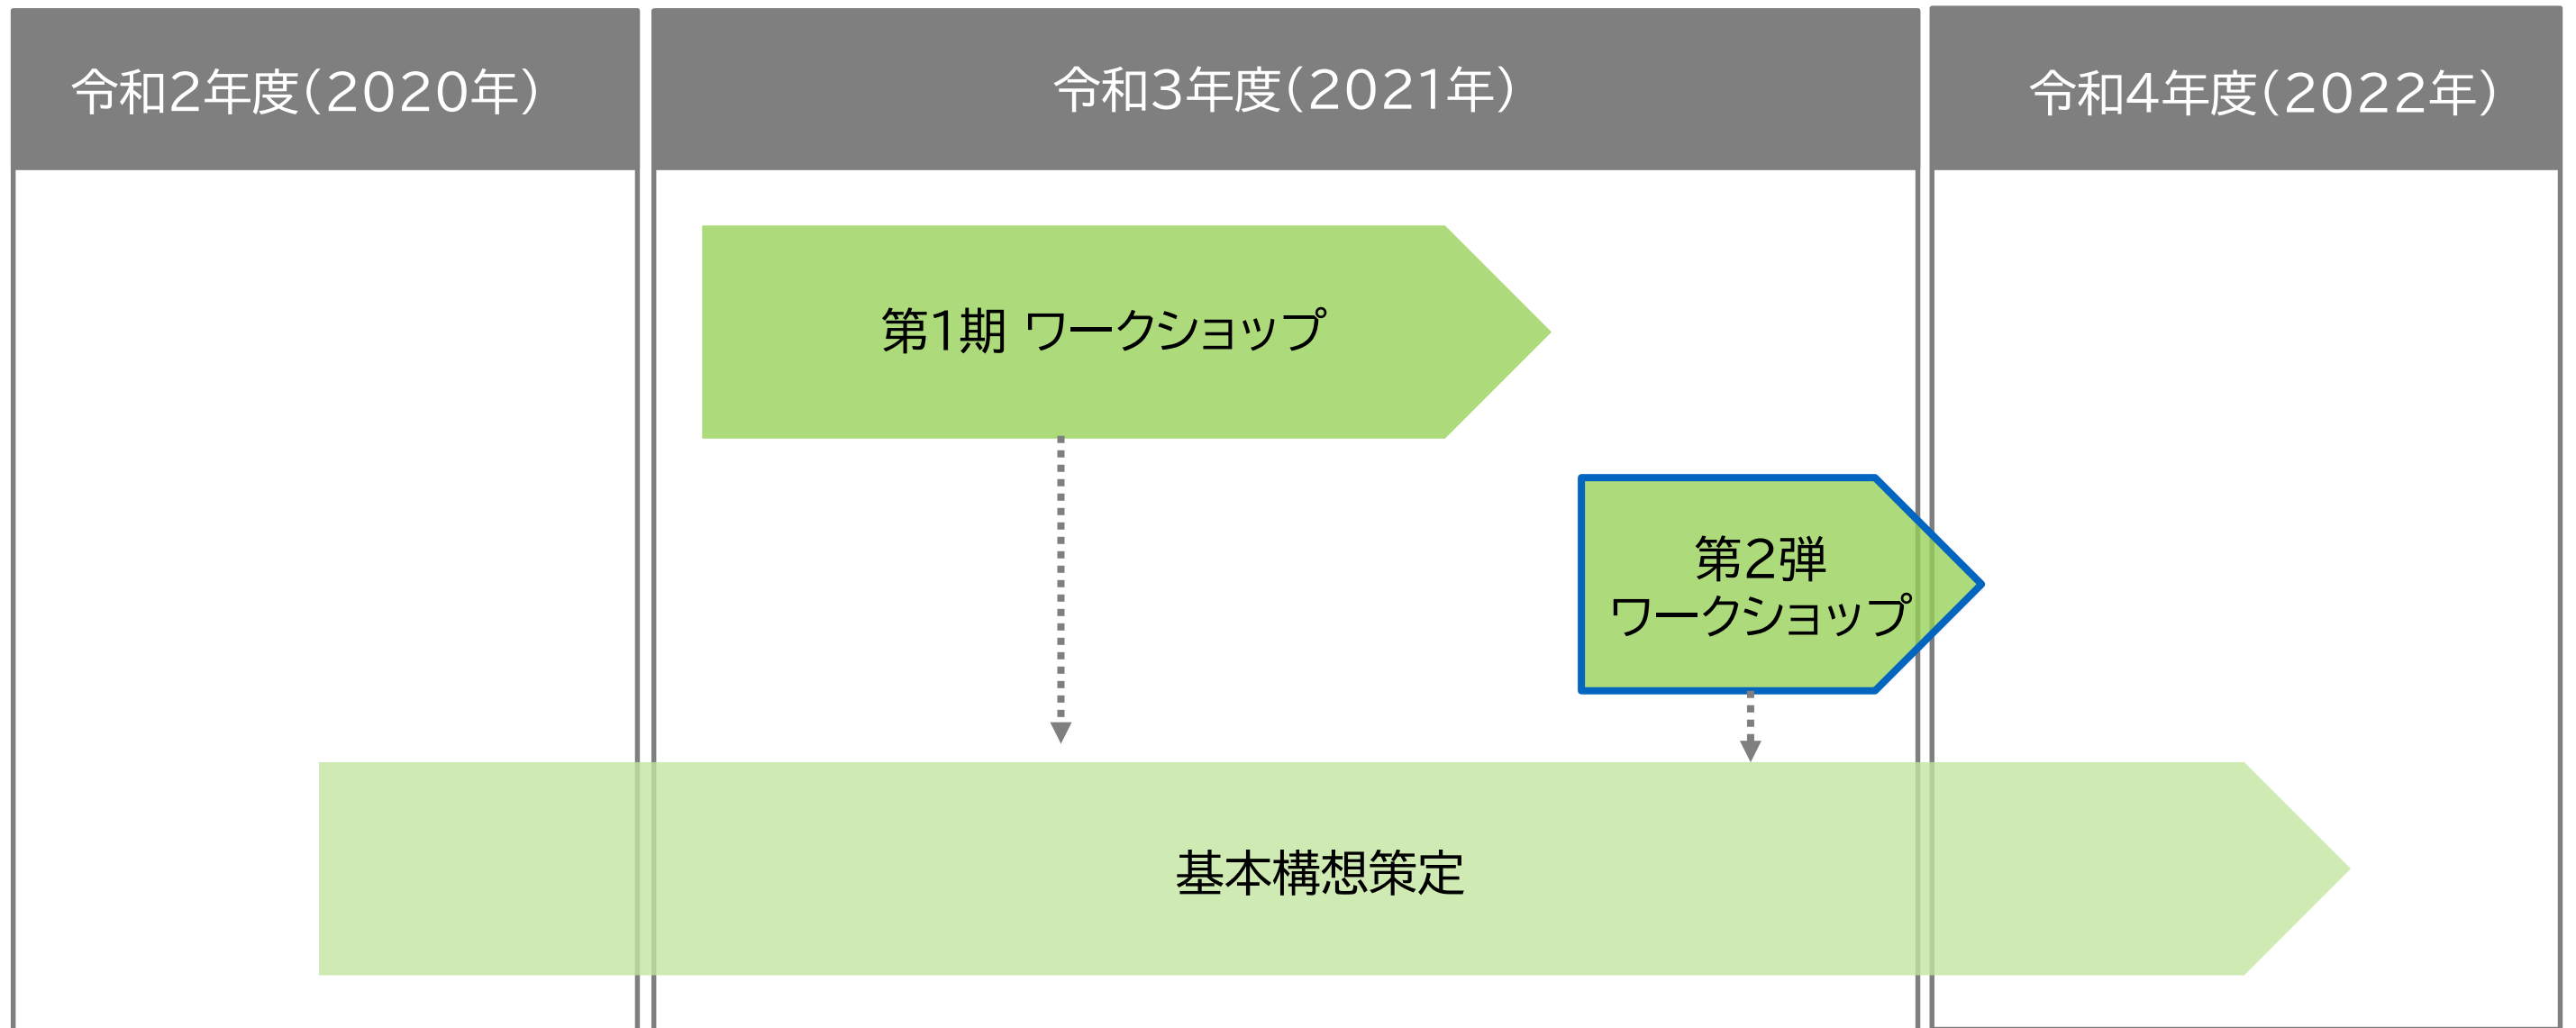 令和2年度(2020年)
令和3年度(2021年)
令和4年度(2022年)
第1期 ワークショップ
第2弾
ワークショップ
基本構想策定